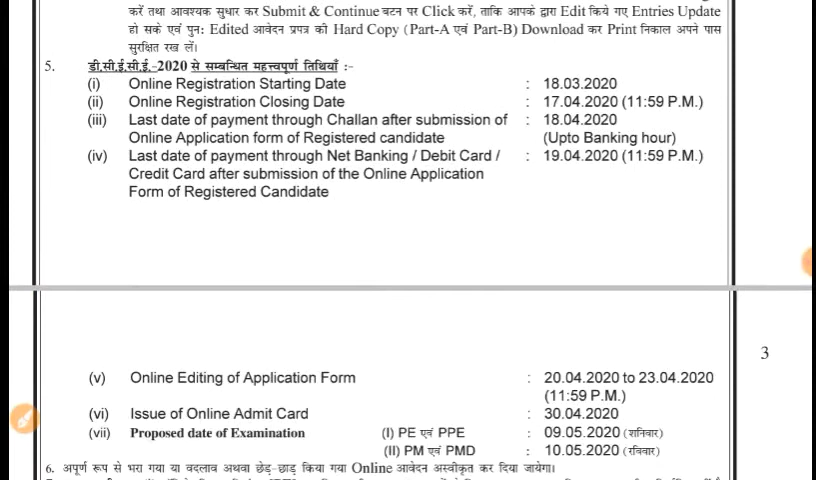 करें तथा आवश्यक सुधार कर Submit & Continue बटन पर Click करें, ताकि आपके द्वारा Edit किये गए Entries Update
हो सके एवं पुन: Edited आवेदन प्रपत्र की Hard Copy (Part-A एवं Part-B) Download कर Print निकाल अपने पास
सुरक्षित रख लें।
5. डी.सी.ई.सी.ई.-2020 से सम्बन्धित महत्त्वपूर्ण तिथियाँ :-
(i) Online Registration Starting Date : 18.03.2020
(ii) Online Registration Closing Date : 17.04.2020 (11:59 P.M.)
(iii) Last date of payment through Challan after submission of : 18.04.2020
Online Application form of Registered candidate (Upto Banking hour)
(iv) Last date of payment through Net Banking / Debit Card / : 19.04.2020 (11:59 P.M.)
Credit Card after submission of the Online Application
Form of Registered Candidate
3
(v) Online Editing of Application Form : 20.04.2020 to 23.04.2020
(11:59 P.M.)
(vi) Issue of Online Admit Card : 30.04.2020
(vii) Proposed date of Examination (I) PE एवं PPE : 09.05.2020 (शनिवार)
(II) PM एवं PMD : 10.05.2020 (रविवार)
6. अपूर्ण रूप से भरा गया या बदलाव अथवा छेड़-छाड़ किया गया Online आवेदन अस्वीकृत कर दिया जायेगा।